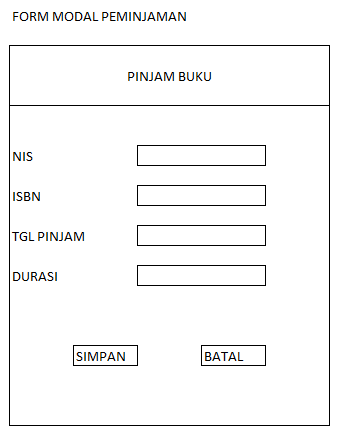 FORM MODAL PEMINJAMAN
PINJAM BUKU
NIS
ISBN
TGL PINJAM
DURASI
SIMPAN BATAL